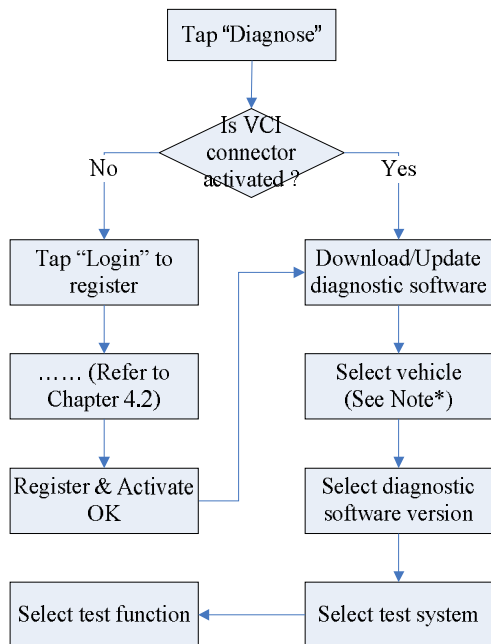 Tap "Diagnose"
Is VCI
connector
activated ?
No
Yes
Tap “Login” to
register
Download/Update
diagnostic software
…… (Refer to
Chapter 4.2)
Select vehicle
(See Note*)
Register & Activate
OK
Select diagnostic
software version
Select test function
Select test system